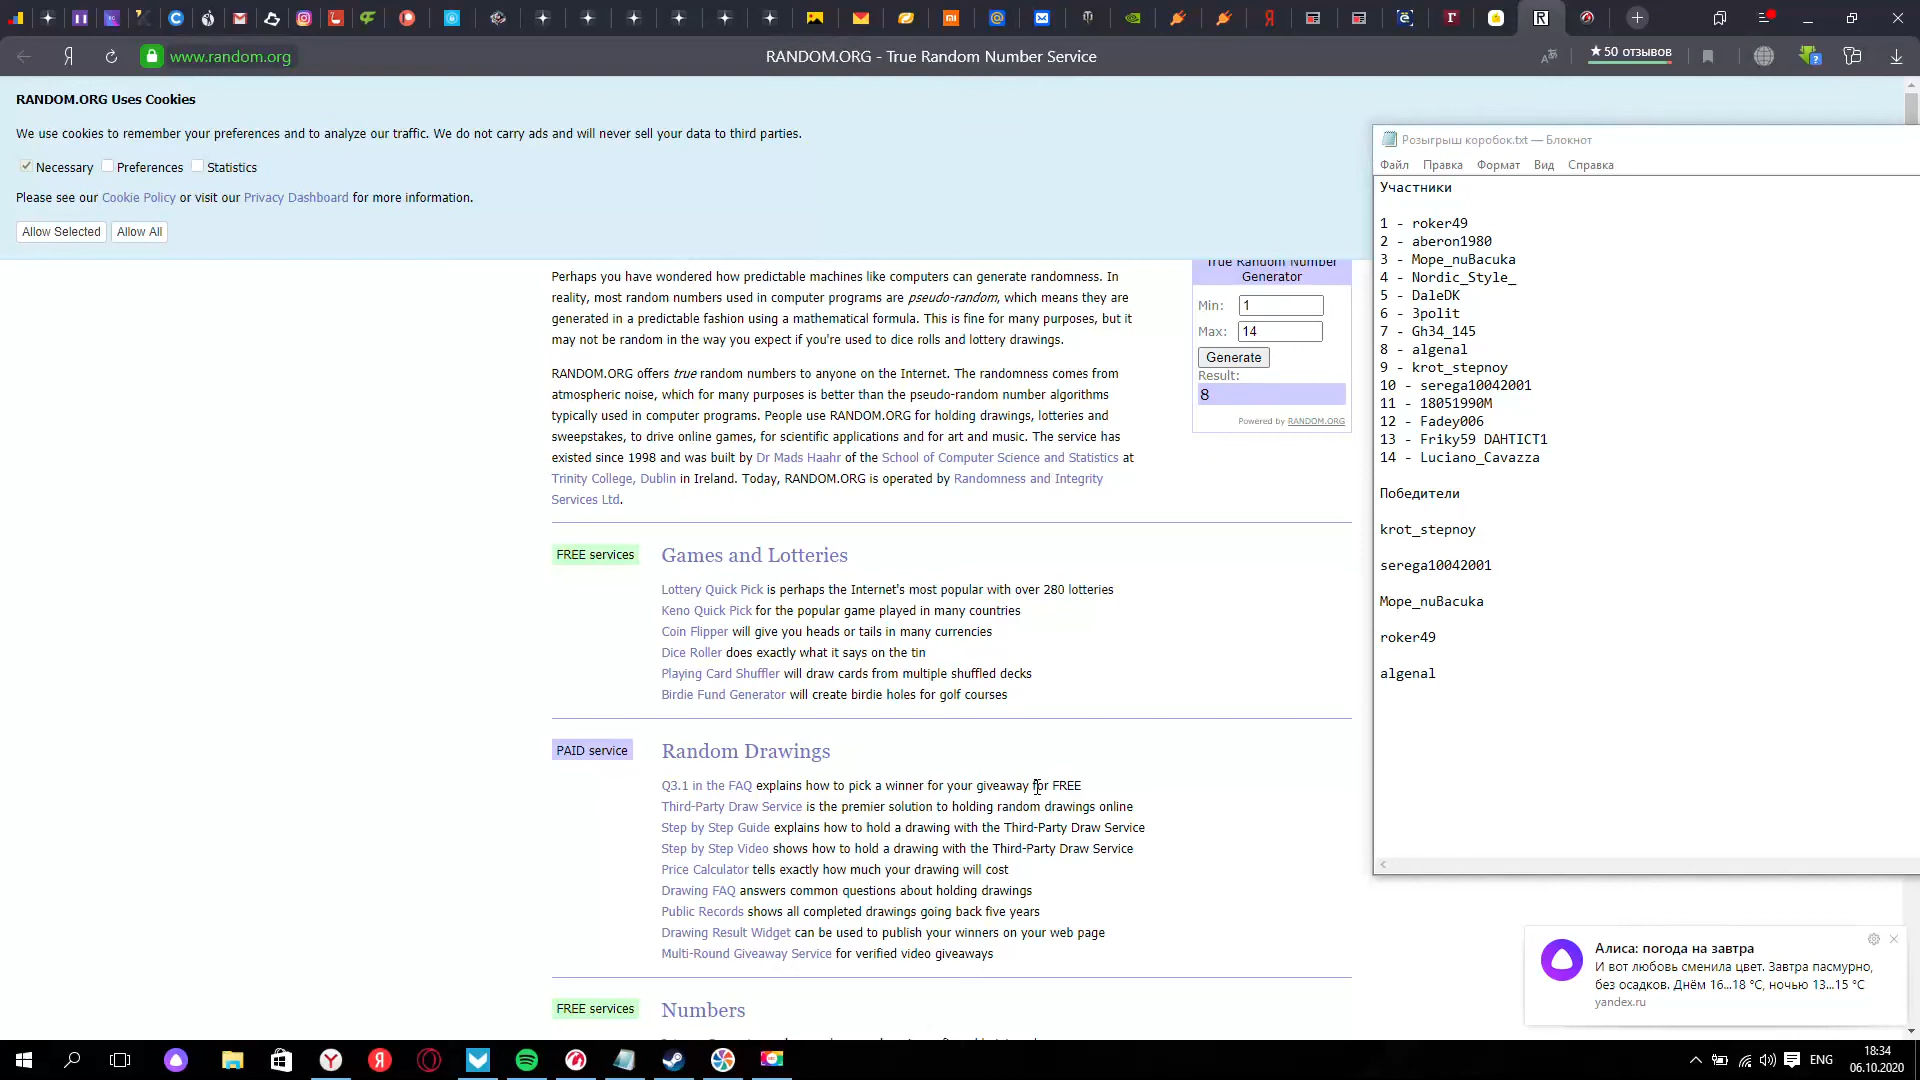 www.random.org
RANDOM.ORG - True Random Number Service
★50 отзывов
RANDOM.ORG Uses Cookies
We use cookies to remember your preferences and to analyze our traffic. We do not carry ads and will never sell your data to third parties.
Necessary Preferences Statistics
Please see our Cookie Policy or visit our Privacy Dashboard for more information.
Allow Selected Allow All
Perhaps you have wondered how predictable machines like computers can generate randomness. In
reality, most random numbers used in computer programs are pseudo-random, which means they are
generated in a predictable fashion using a mathematical formula. This is fine for many purposes, but it
may not be random in the way you expect if you're used to dice rolls and lottery drawings.
RANDOM.ORG offers true random numbers to anyone on the Internet. The randomness comes from
atmospheric noise, which for many purposes is better than the pseudo-random number algorithms
typically used in computer programs. People use RANDOM.ORG for holding drawings, lotteries and
sweepstakes, to drive online games, for scientific applications and for art and music. The service has
existed since 1998 and was built by Dr Mads Haahr of the School of Computer Science and Statistics at
Trinity College, Dublin in Ireland. Today, RANDOM.ORG is operated by Randomness and Integrity
Services Ltd.
True Random Number
Generator
Min: 1
Max: 14
Generate
Result:
8
Powered by RANDOM.ORG
FREE services
Games and Lotteries
Lottery Quick Pick is perhaps the Internet's most popular with over 280 lotteries
Keno Quick Pick for the popular game played in many countries
Coin Flipper will give you heads or tails in many currencies
Dice Roller does exactly what it says on the tin
Playing Card Shuffler will draw cards from multiple shuffled decks
Birdie Fund Generator will create birdie holes for golf courses
PAID service
Random Drawings
Q3.1 in the FAQ explains how to pick a winner for your giveaway for FREE
Third-Party Draw Service is the premier solution to holding random drawings online
Step by Step Guide explains how to hold a drawing with the Third-Party Draw Service
Step by Step Video shows how to hold a drawing with the Third-Party Draw Service
Price Calculator tells exactly how much your drawing will cost
Drawing FAQ answers common questions about holding drawings
Public Records shows all completed drawings going back five years
Drawing Result Widget can be used to publish your winners on your web page
Multi-Round Giveaway Service for verified video giveaways
FREE services
Numbers
Розыгрыш коробок.txt — Блокнот
Файл Правка Формат Вид Справка
Участники
1 - roker49
2 - aberon1980
3 - Mope_nuBacuka
4 - Nordic_Style_
5 - DaleDK
6 - 3polit
7 - Gh34_145
8 - algenal
9 - krot_stepnoy
10 - serega10042001
11 - 18051990M
12 - Fadey006
13 - Friky59 DAHTICT1
14 - Luciano_Cavazza
Победители
krot_stepnoy
serega10042001
Mope_nuBacuka
roker49
algenal
Алиса: погода на завтра
И вот любовь сменила цвет. Завтра пасмурно,
без осадков. Днём 16...18 °C, ночью 13...15 °C
yandex.ru
ENG
18:34
06.10.2020